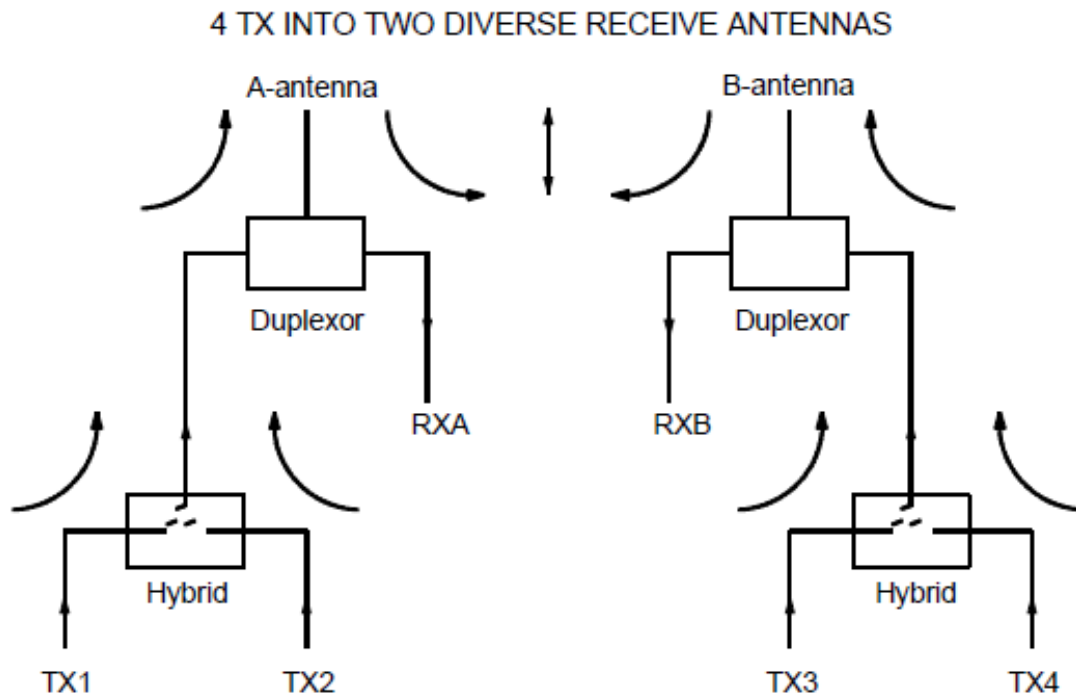 4 TX INTO TWO DIVERSE RECEIVE ANTENNAS
A-antenna
B-antenna
Duplexor
Duplexor
RXA
RXB
Hybrid
Hybrid
TX1
TX2
TX3
TX4